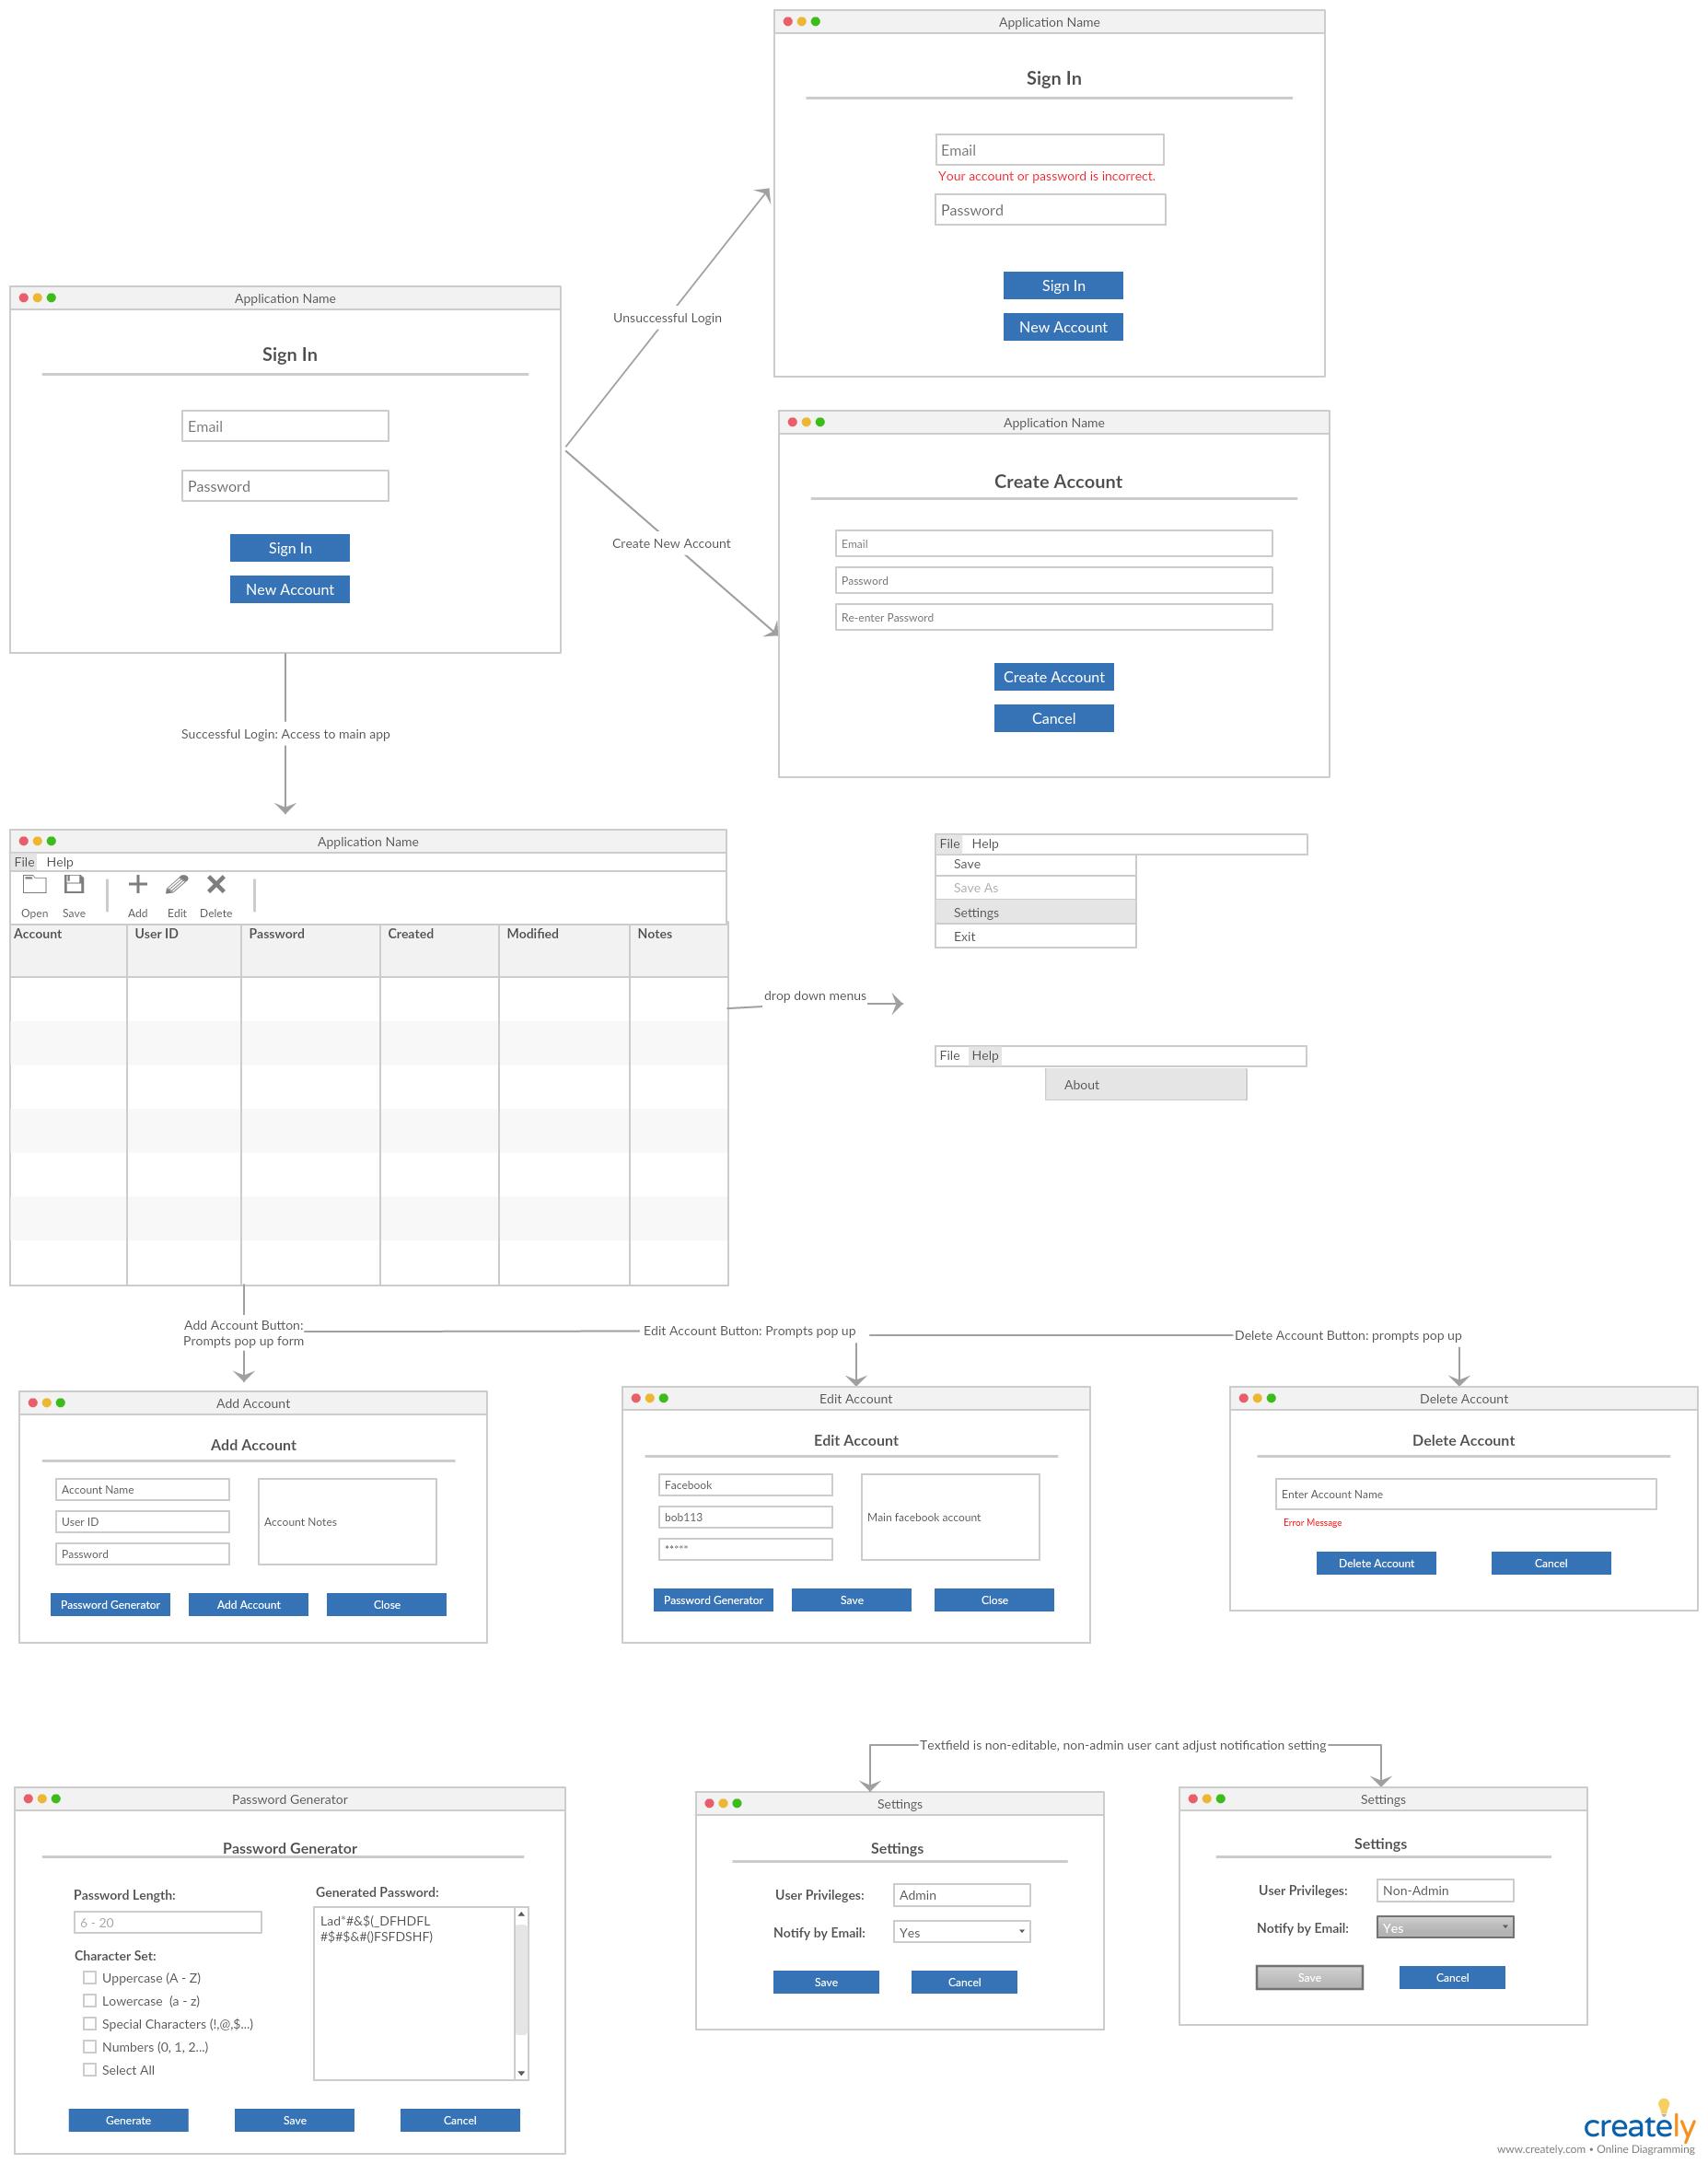 Application Name
Sign In
Email
Your account or password is incorrect.
Password
Sign In
New Account
Application Name
Sign In
Email
Password
Sign In
New Account
Unsuccessful Login
Create New Account
Application Name
Create Account
Email
Password
Re-enter Password
Create Account
Cancel
Successful Login: Access to main app
Application Name
File Help
Open Save Add Edit Delete
Account User ID Password Created Modified Notes
drop down menus
File Help
Save
Save As
Settings
Exit
File Help
About
Add Account Button:
Prompts pop up form
Edit Account Button: Prompts pop up
Delete Account Button: prompts pop up
Add Account
Add Account
Account Name
User ID
Password
Account Notes
Password Generator Add Account Close
Edit Account
Edit Account
Facebook
bob113
*****
Main facebook account
Password Generator Save Close
Delete Account
Delete Account
Enter Account Name
Error Message
Delete Account Cancel
Textfield is non-editable, non-admin user cant adjust notification setting
Password Generator
Password Generator
Password Length:
6 - 20
Character Set:
Uppercase (A - Z)
Lowercase (a - z)
Special Characters (!,@,$...)
Numbers (0, 1, 2...)
Select All
Generated Password:
Lad*#&$(_DFHDFL
#$#$&#()FSFDSHF)
Generate Save Cancel
Settings
Settings
User Privileges: Admin
Notify by Email: Yes
Save Cancel
Settings
Settings
User Privileges: Non-Admin
Notify by Email: Yes
Save Cancel
creately
www.creately.com • Online Diagramming